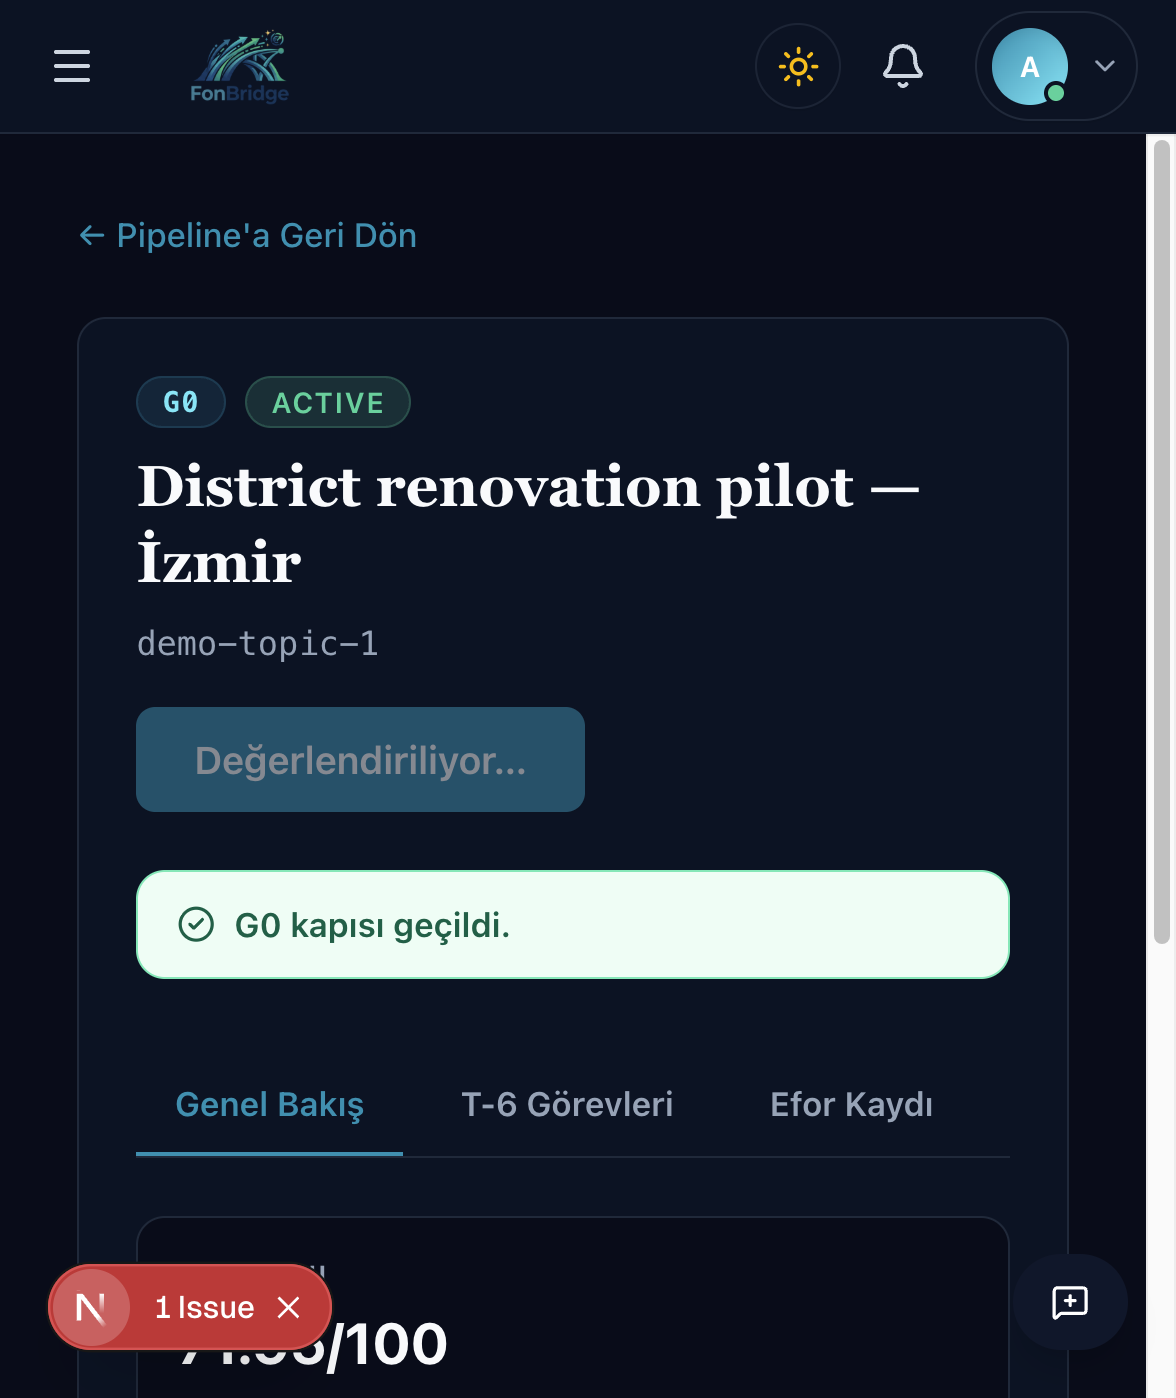 FonBridge
A
← Pipeline'a Geri Dön
G0
ACTIVE
District renovation pilot —
İzmir
demo-topic-1
Değerlendiriliyor...
G0 kapısı geçildi.
Genel Bakış
T-6 Görevleri
Efor Kaydı
N
1 Issue
/100